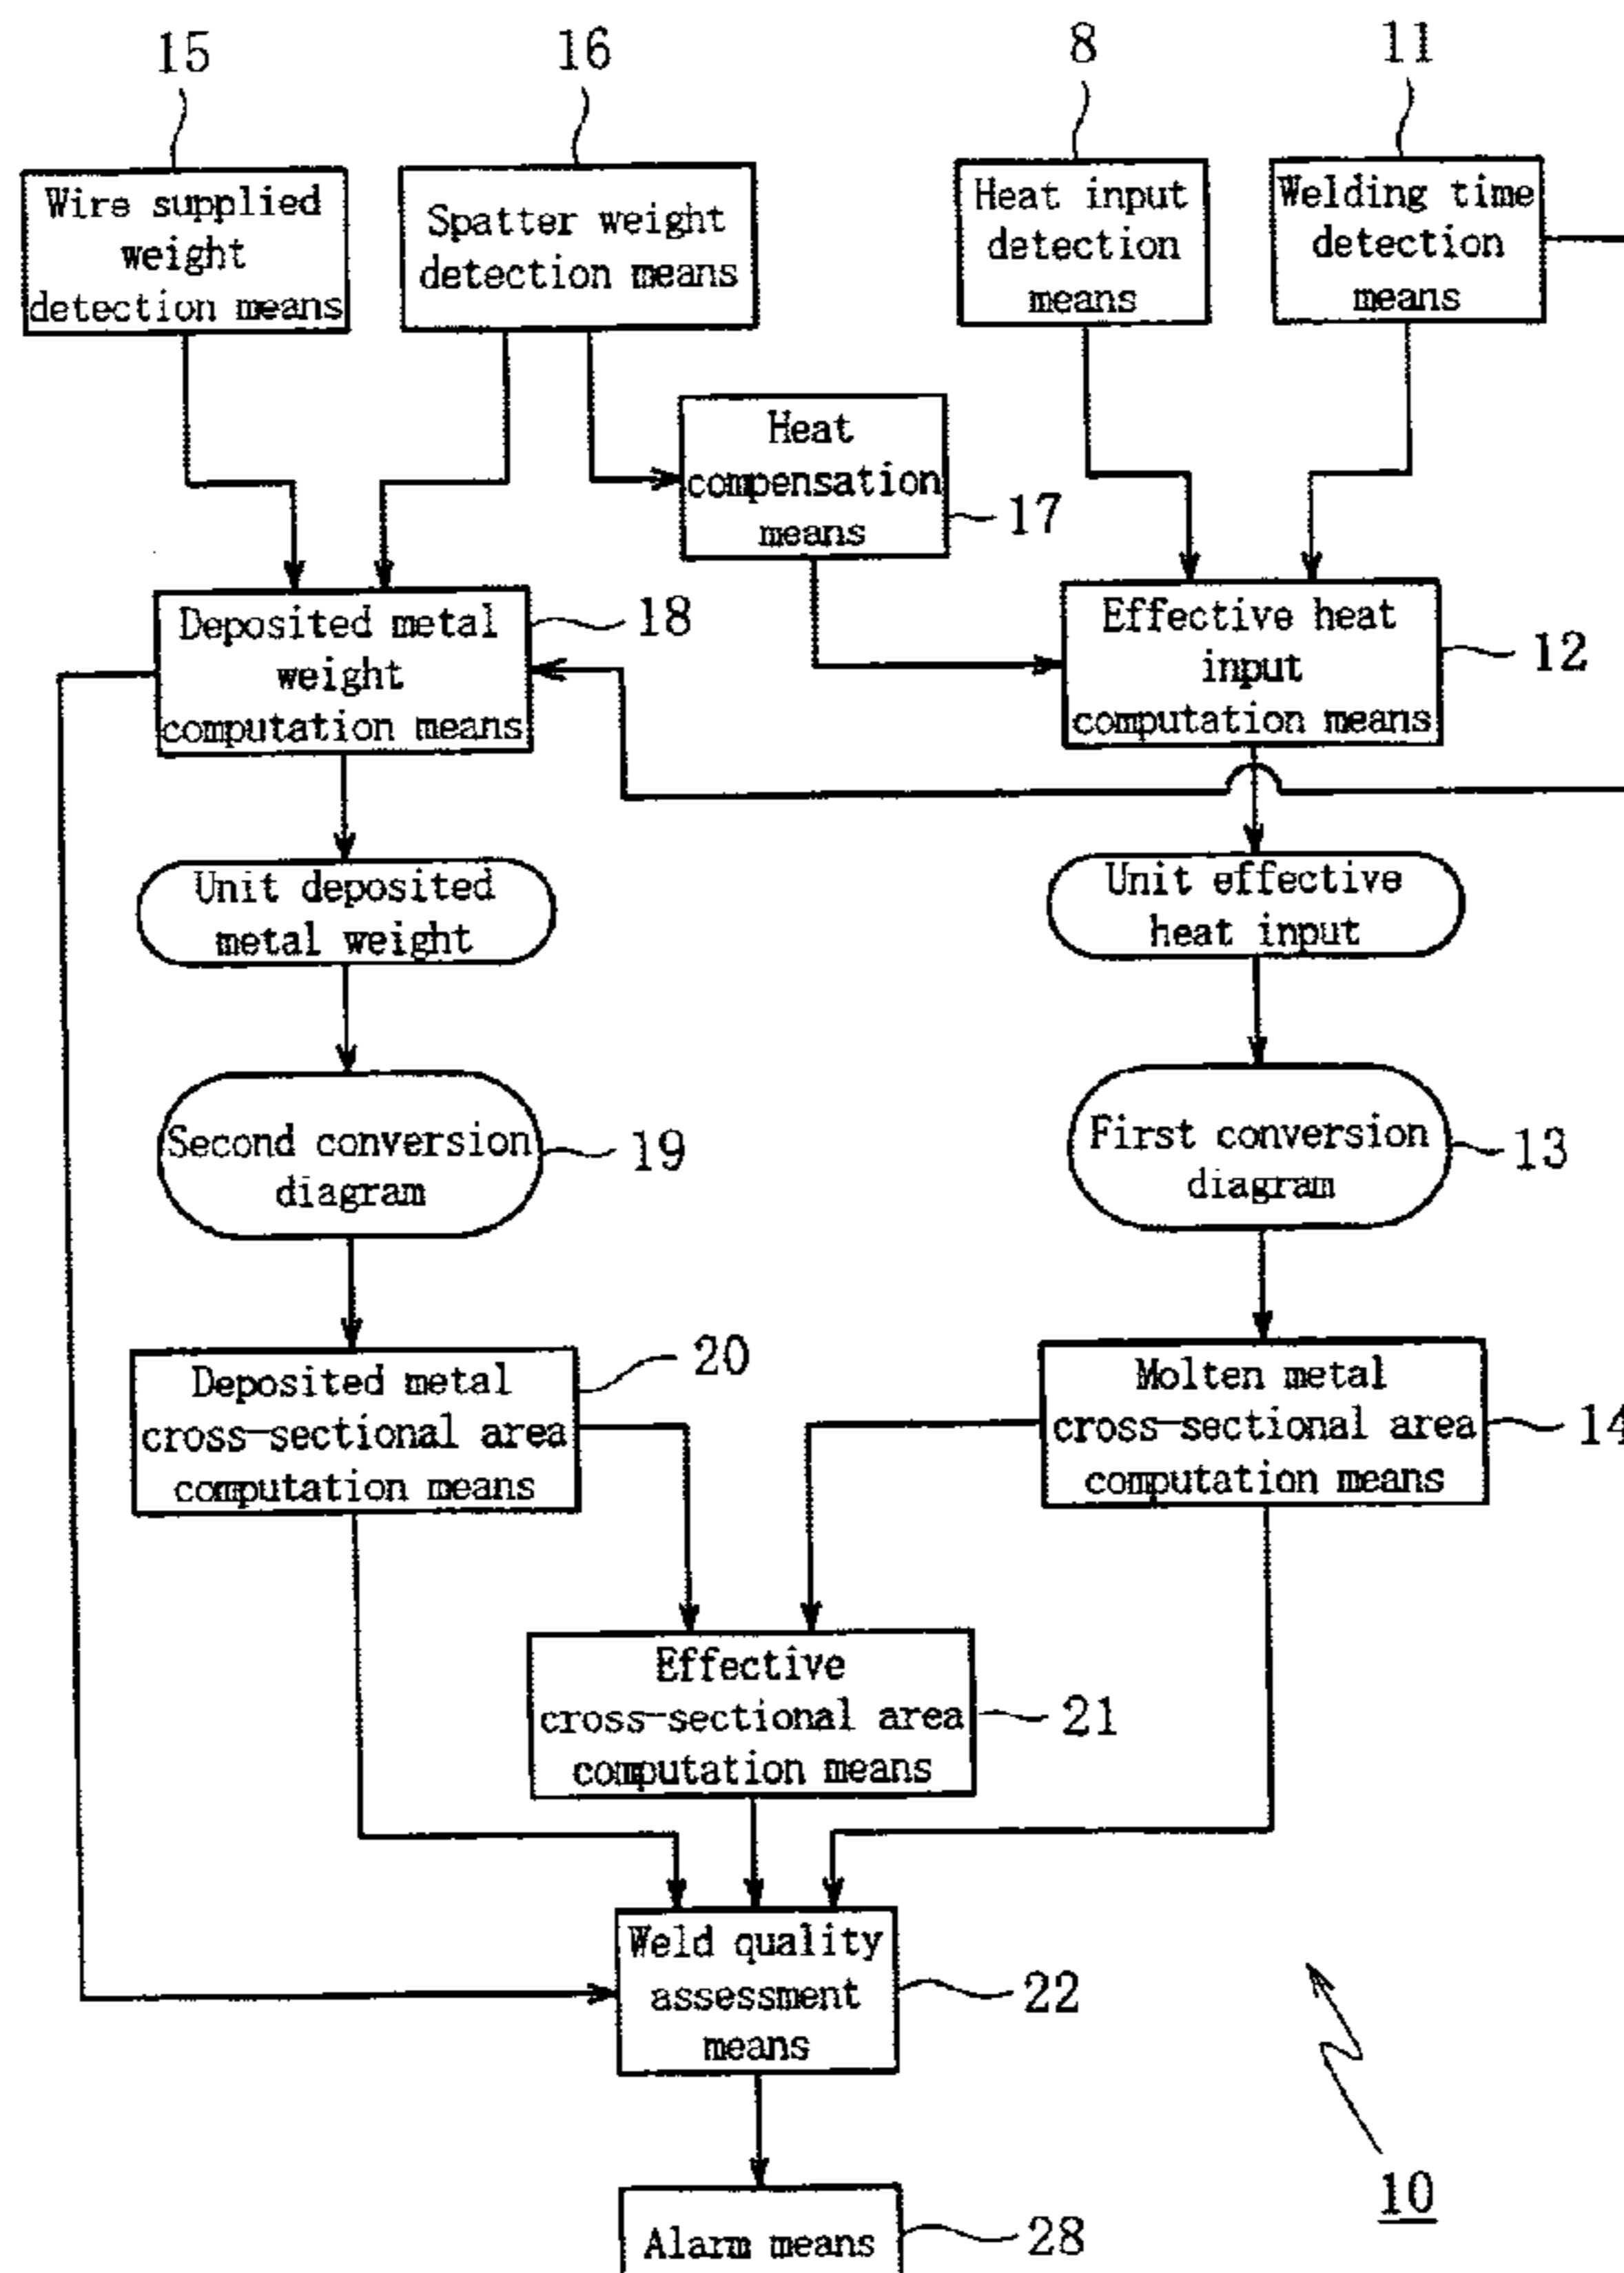 15
16
8
11
Wire supplied
weight
detection means
Spatter weight
detection means
Heat input
detection
means
Welding time
detection
means
Heat
compensation
means
17
Deposited metal
weight
computation means
18
Effective heat
input
computation means
12
Unit deposited
metal weight
Unit effective
heat input
Second conversion
diagram
19
First conversion
diagram
13
Deposited metal
cross-sectional area
computation means
20
Molten metal
cross-sectional area
computation means
14
Effective
cross-sectional area
computation means
21
Weld quality
assessment
means
22
10
Alarm means
28